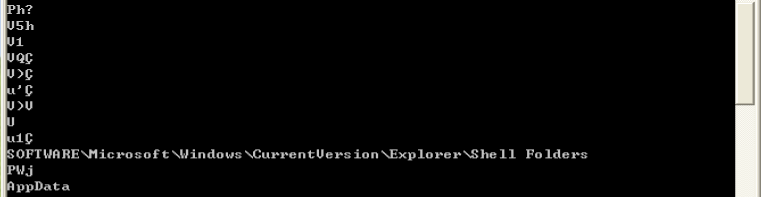 Ph?
V5h
V1
VQÇ
V>Ç
u'Ç
V>V
U
u1Ç
SOFTWARE\Microsoft\Windows\CurrentVersion\Explorer\Shell Folders
PWj
AppData